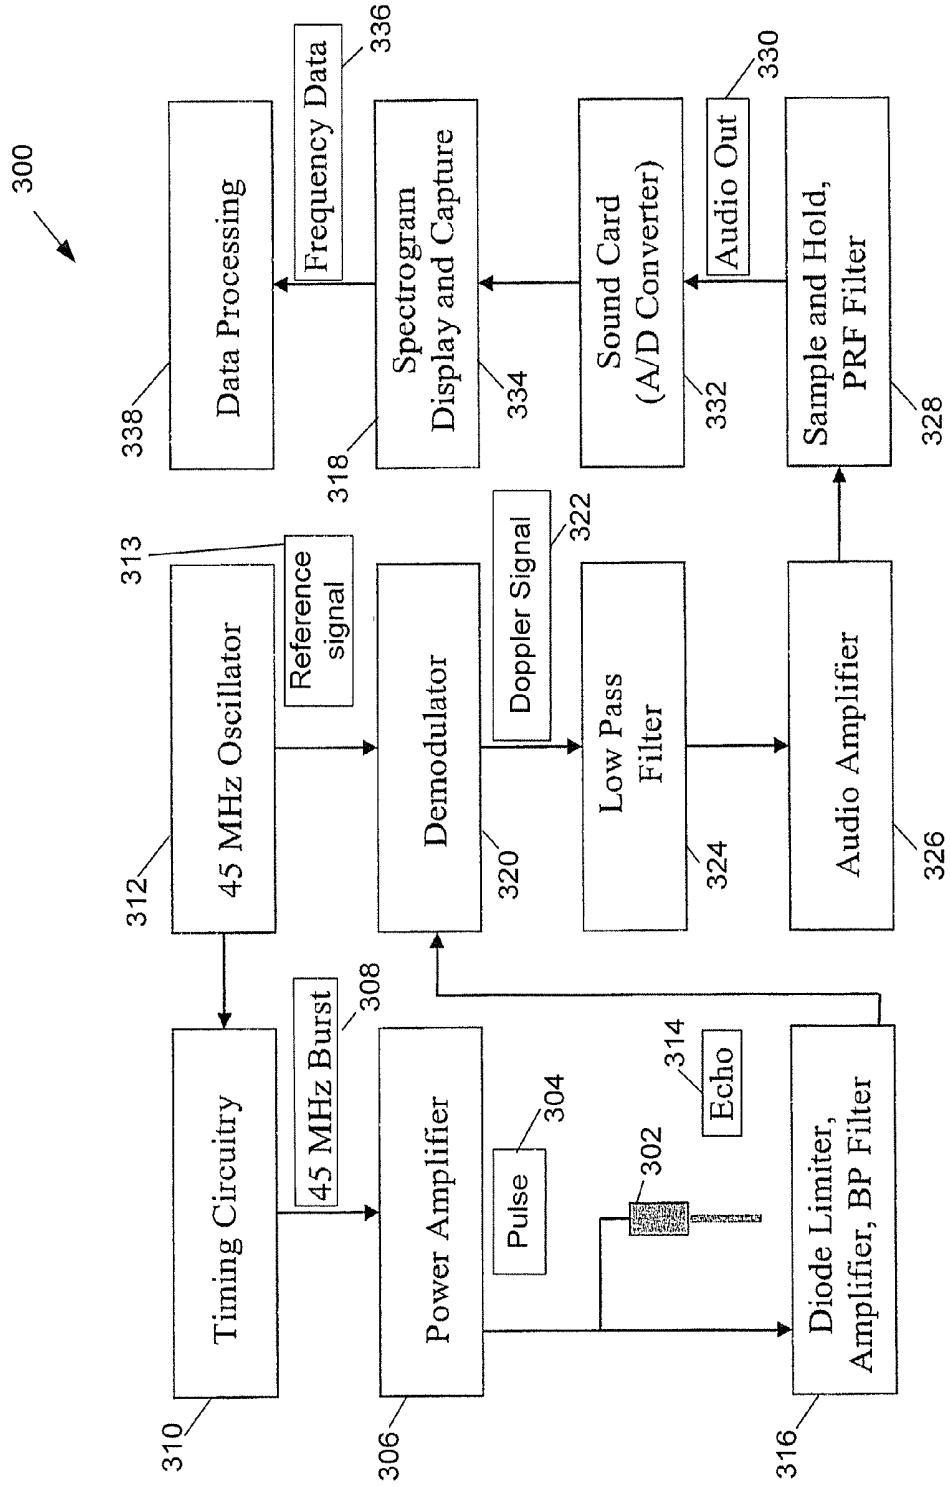 300
310
Timing Circuitry
45 MHz Burst
308
306
Power Amplifier
Pulse
304
302
314
Echo
316
Diode Limiter,
Amplifier, BP Filter
312
45 MHz Oscillator
313
Reference
signal
Demodulator
320
Doppler Signal
322
Low Pass
Filter
324
Audio Amplifier
326
338
Data Processing
Frequency Data
336
318
Spectrogram
Display and Capture
334
Sound Card
(A/D Converter)
332
Audio Out
330
Sample and Hold,
PRF Filter
328